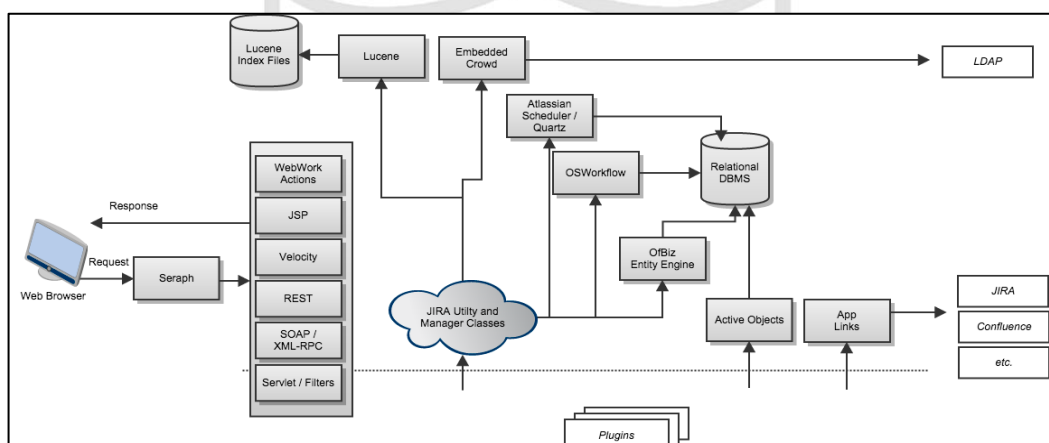 Lucene
Index Files
Lucene
Embedded
Crowd
LDAP
Atlassian
Scheduler /
Quartz
OSWorkflow
Relational
DBMS
WebWork
Actions
Response
JSP
Velocity
OfBiz
Entity Engine
Request
Seraph
Web Browser
REST
JIRA Utilty and
Manager Classes
Active Objects
App
Links
JIRA
Confluence
etc.
SOAP /
XML-RPC
Servlet / Filters
Plugins